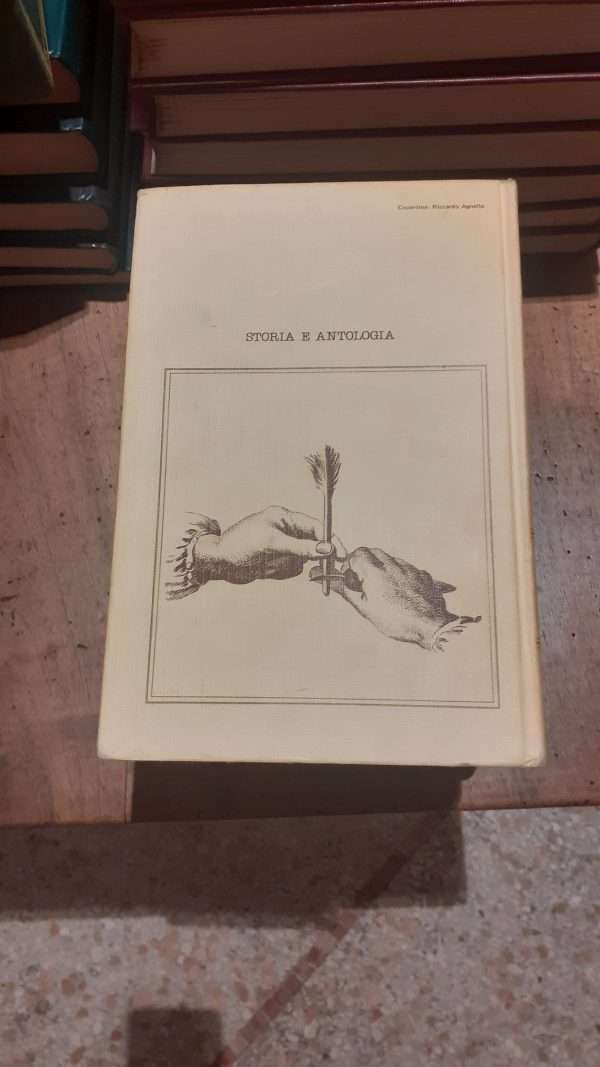 Copertina: Riccardo Agnello
STORIA E ANTOLOGIA